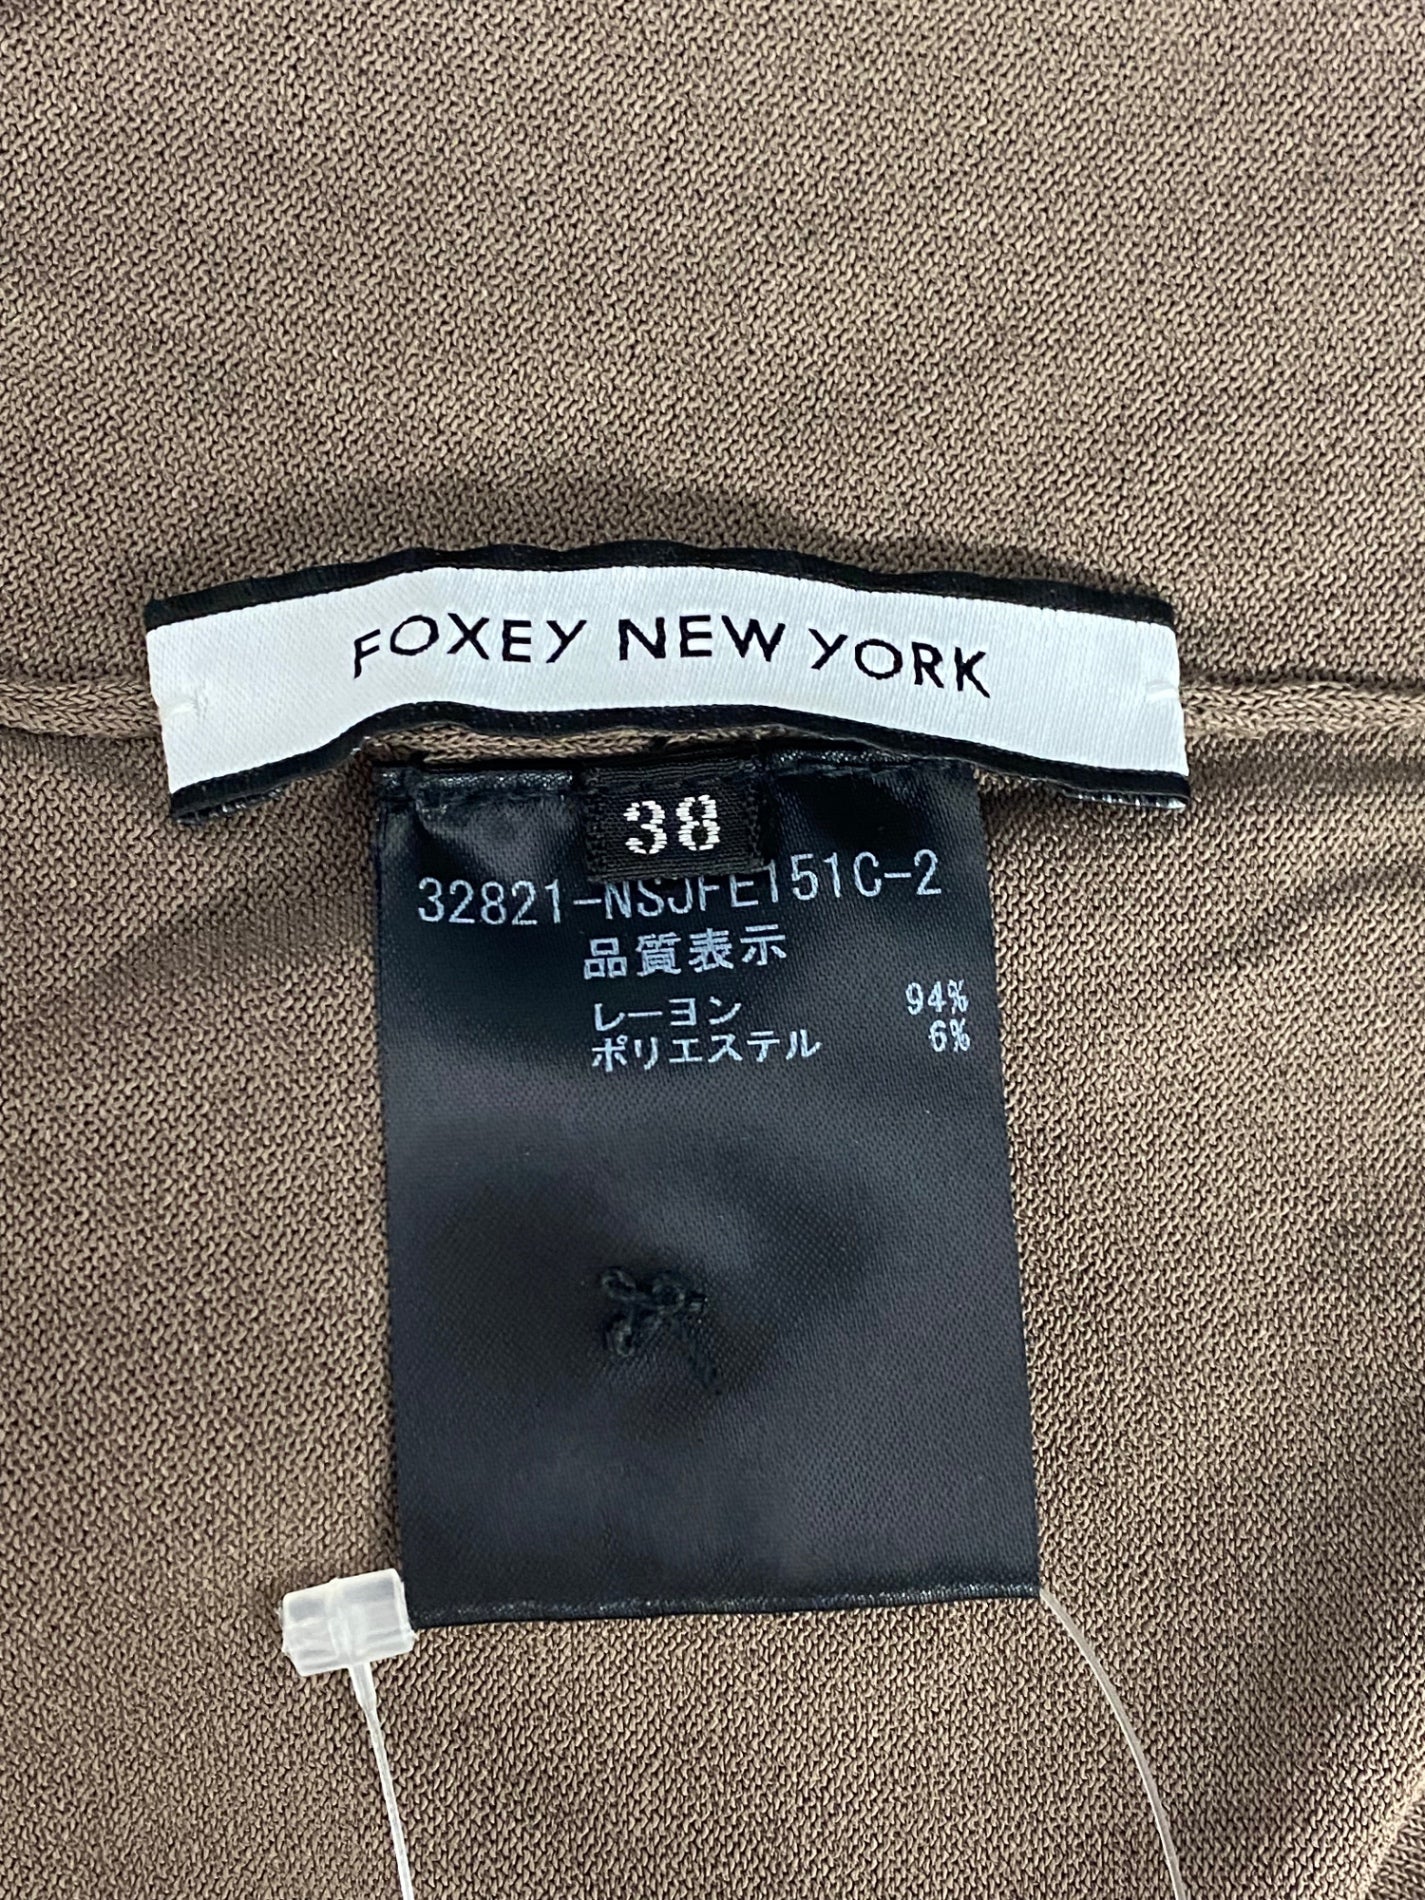 FOXEY NEW YORK
38
32821-NSJFE151C-2
品質表示
レーヨン 94%
ポリエステル 6%